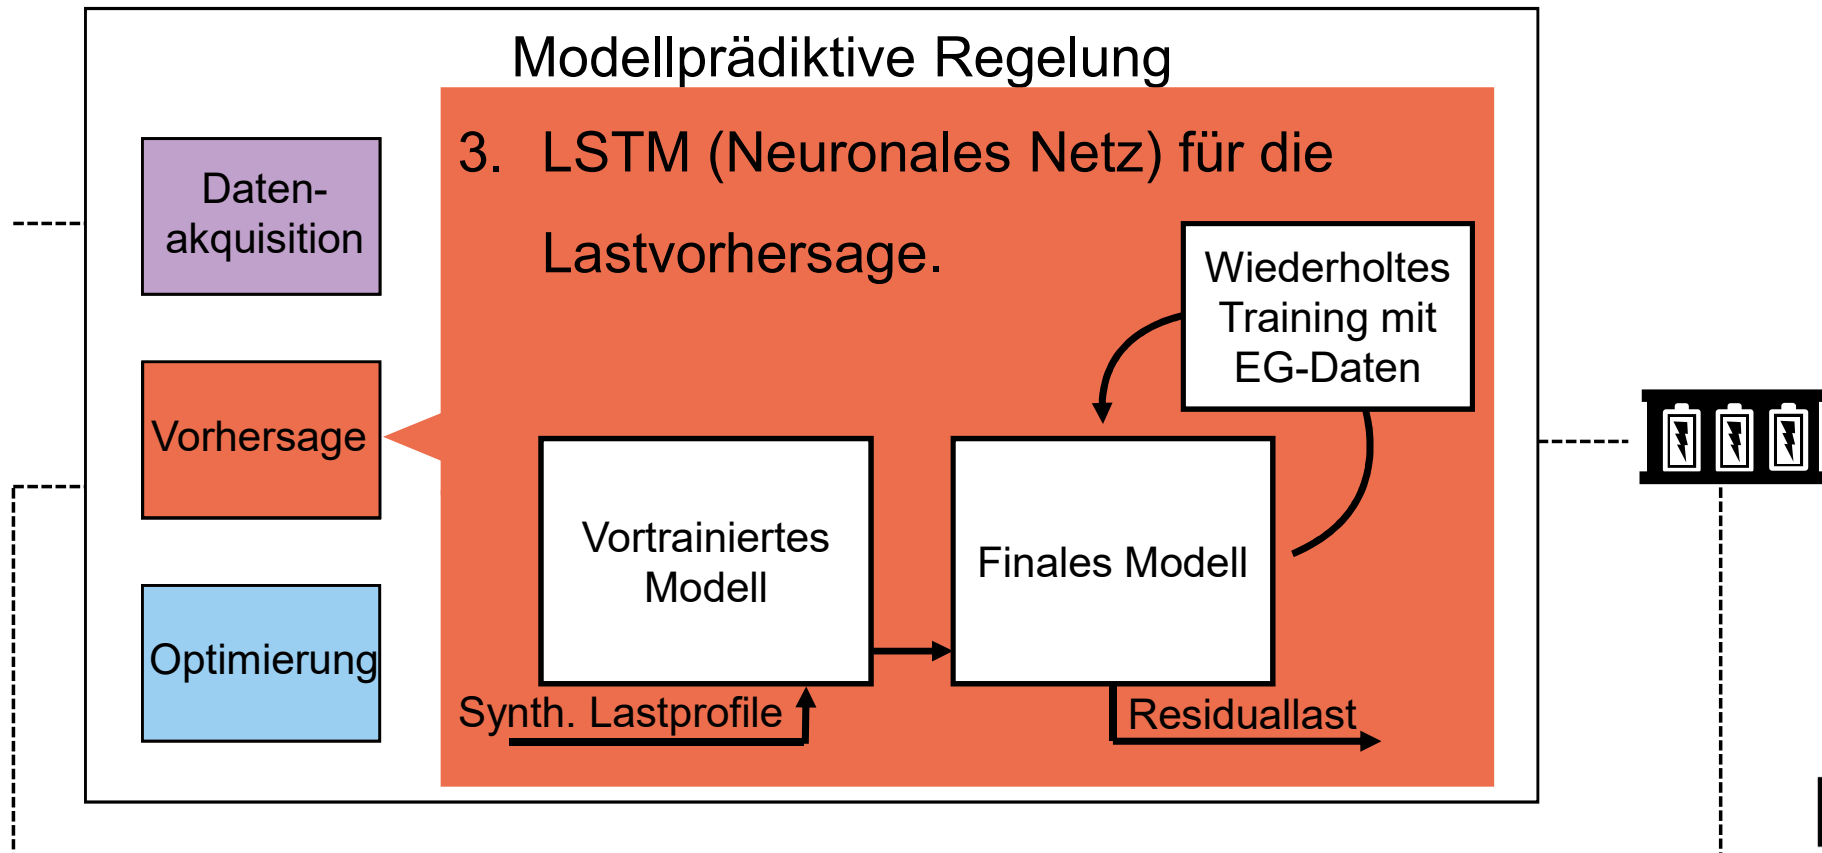 Modellprädiktive Regelung
Daten-
akquisition
Vorhersage
Optimierung
3. LSTM (Neuronales Netz) für die
Lastvorhersage.
Wiederholtes
Training mit
EG-Daten
Vortrainiertes
Modell
Finales Modell
Synth. Lastprofile
Residuallast